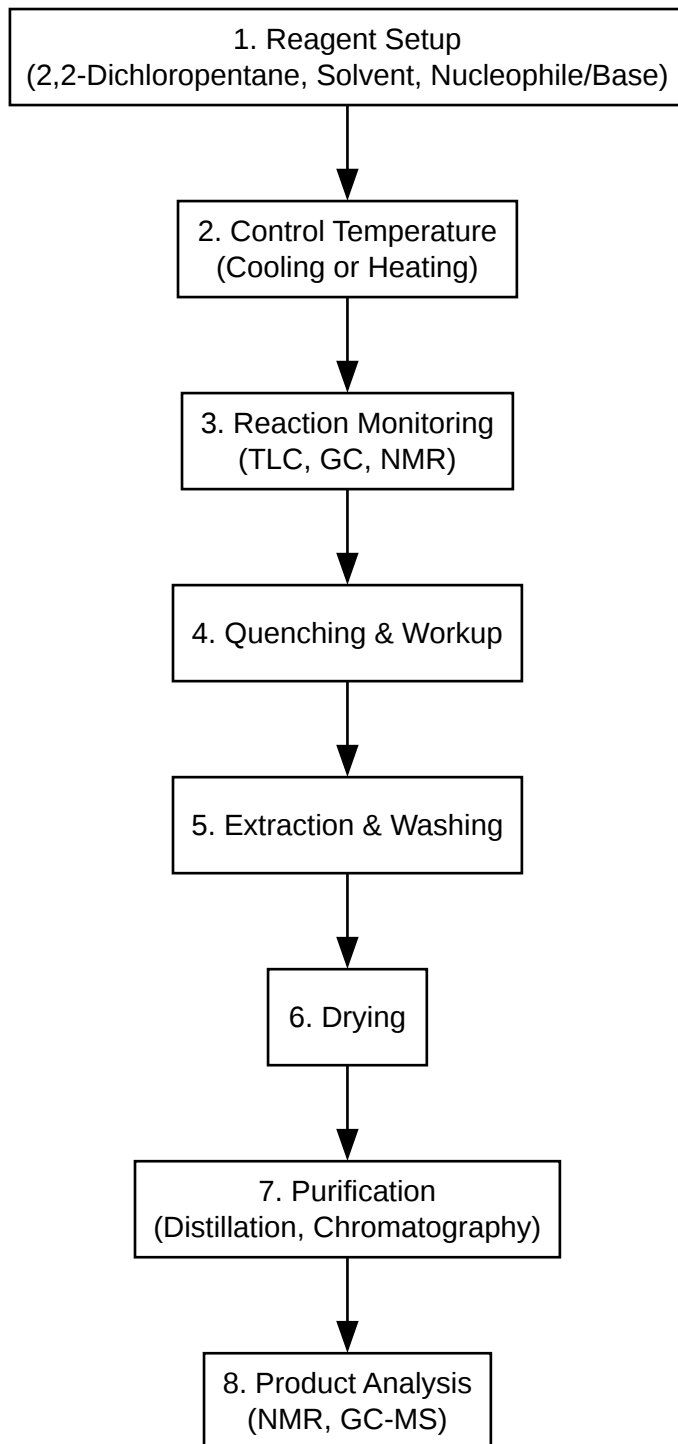 1. Reagent Setup
(2,2-Dichloropentane, Solvent, Nucleophile/Base)
2. Control Temperature
(Cooling or Heating)
3. Reaction Monitoring
(TLC, GC, NMR)
4. Quenching & Workup
5. Extraction & Washing
6. Drying
7. Purification
(Distillation, Chromatography)
8. Product Analysis
(NMR, GC-MS)